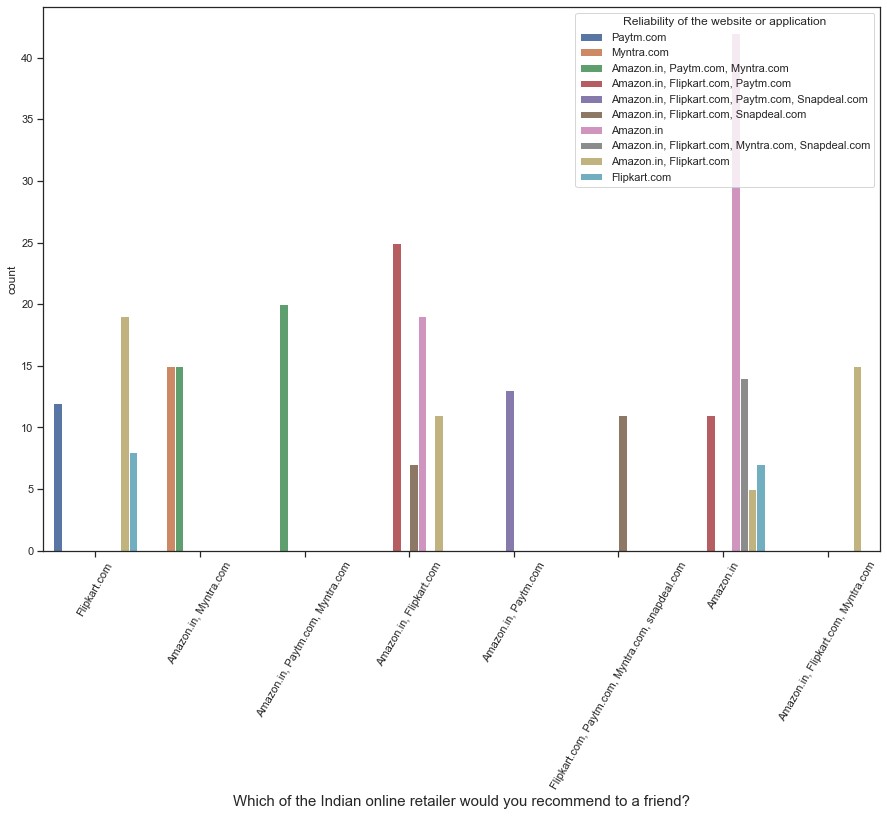 Reliability of the website or application
Paytm.com
Myntra.com
Amazon.in, Paytm.com, Myntra.com
Amazon.in, Flipkart.com, Paytm.com
Amazon.in, Flipkart.com, Paytm.com, Snapdeal.com
Amazon.in, Flipkart.com, Snapdeal.com
Amazon.in
Amazon.in, Flipkart.com, Myntra.com, Snapdeal.com
Amazon.in, Flipkart.com
Flipkart.com
40
35
30
25
20
15
10
5
0
count
Flipkart.com
Amazon.in, Myntra.com
Amazon.in, Paytm.com, Myntra.com
Amazon.in, Flipkart.com
Amazon.in, Paytm.com
Flipkart.com, Paytm.com, Myntra.com, snapdeal.com
Amazon.in
Amazon.in, Flipkart.com, Myntra.com
Which of the Indian online retailer would you recommend to a friend?